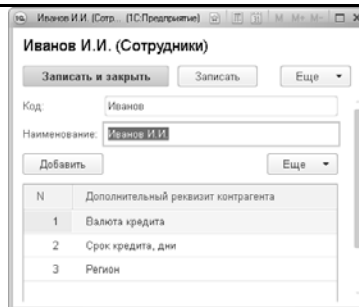 Иванов И.И. (Сотр... (1С:Предприятие) M M+ M-
Иванов И.И. (Сотрудники)
Записать и закрыть Записать Еще
Код: Иванов
Наименование: Иванов И.И.
Добавить Еще
N Дополнительный реквизит контрагента
1 Валюта кредита
2 Срок кредита, дни
3 Регион